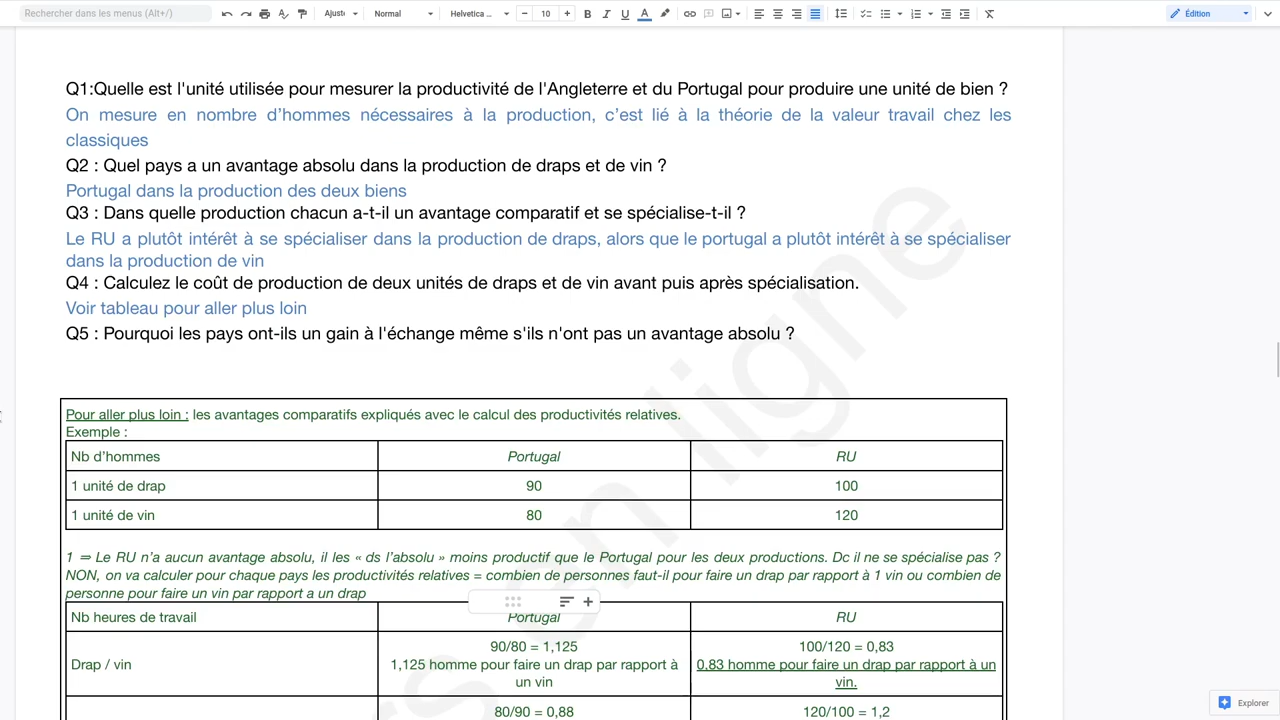 Rechercher dans les menus (Alt+/)
Ajuste
Normal
Helvetica ...
10
B I U A
Édition
Q1:Quelle est l'unité utilisée pour mesurer la productivité de l'Angleterre et du Portugal pour produire une unité de bien ?
On mesure en nombre d’hommes nécessaires à la production, c’est lié à la théorie de la valeur travail chez les
classiques
Q2 : Quel pays a un avantage absolu dans la production de draps et de vin ?
Portugal dans la production des deux biens
Q3 : Dans quelle production chacun a-t-il un avantage comparatif et se spécialise-t-il ?
Le RU a plutôt intérêt à se spécialiser dans la production de draps, alors que le portugal a plutôt intérêt à se spécialiser
dans la production de vin
Q4 : Calculez le coût de production de deux unités de draps et de vin avant puis après spécialisation.
Voir tableau pour aller plus loin
Q5 : Pourquoi les pays ont-ils un gain à l'échange même s'ils n'ont pas un avantage absolu ?
en ligne
Pour aller plus loin : les avantages comparatifs expliqués avec le calcul des productivités relatives.
Exemple :
Nb d’hommes Portugal RU
1 unité de drap 90 100
1 unité de vin 80 120
1 ⇒ Le RU n’a aucun avantage absolu, il les « ds l’absolu » moins productif que le Portugal pour les deux productions. Dc il ne se spécialise pas ?
NON, on va calculer pour chaque pays les productivités relatives = combien de personnes faut-il pour faire un drap par rapport à 1 vin ou combien de
personne pour faire un vin par rapport a un drap
Nb heures de travail Portugal RU
90/80 = 1,125 100/120 = 0,83
Drap / vin 1,125 homme pour faire un drap par rapport à 0,83 homme pour faire un drap par rapport à un
un vin vin.
80/90 = 0,88 120/100 = 1,2
Explorer